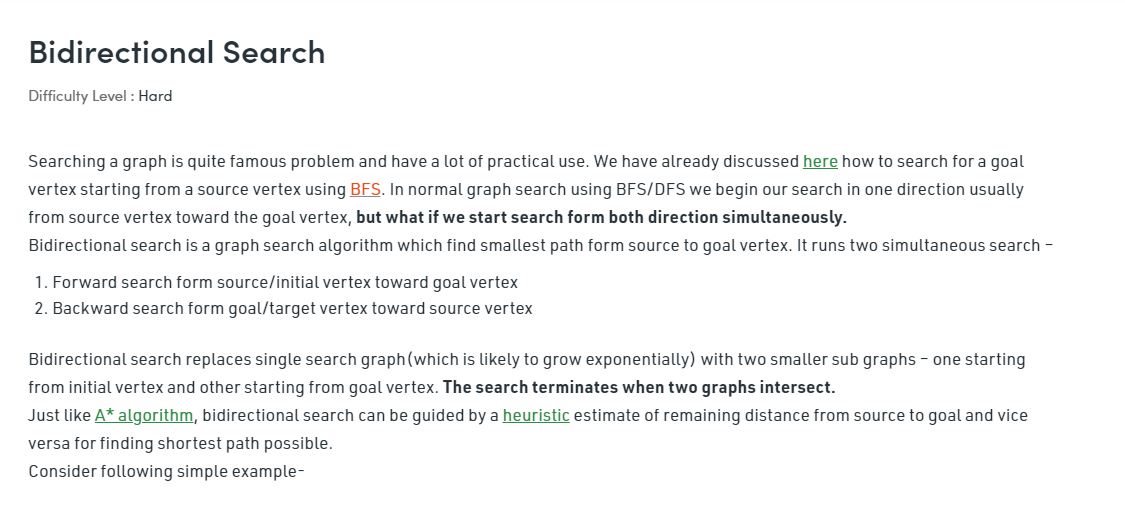 Bidirectional Search
Difficulty Level : Hard
Searching a graph is quite famous problem and have a lot of practical use. We have already discussed here how to search for a goal
vertex starting from a source vertex using BFS. In normal graph search using BFS/DFS we begin our search in one direction usually
from source vertex toward the goal vertex, but what if we start search form both direction simultaneously.
Bidirectional search is a graph search algorithm which find smallest path form source to goal vertex. It runs two simultaneous search –
1. Forward search form source/initial vertex toward goal vertex
2. Backward search form goal/target vertex toward source vertex
Bidirectional search replaces single search graph(which is likely to grow exponentially) with two smaller sub graphs – one starting
from initial vertex and other starting from goal vertex. The search terminates when two graphs intersect.
Just like A* algorithm, bidirectional search can be guided by a heuristic estimate of remaining distance from source to goal and vice
versa for finding shortest path possible.
Consider following simple example-